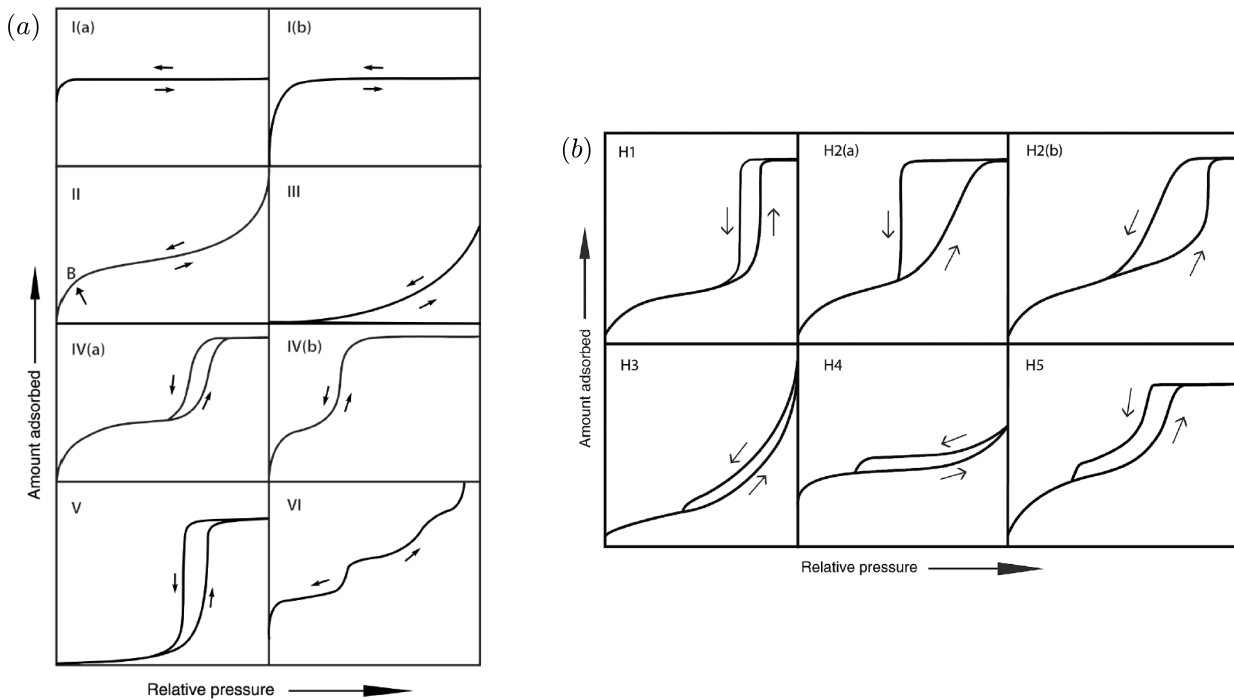 (a)
I(a)
I(b)
II
III
B
IV(a)
IV(b)
V
VI
Amount adsorbed
Relative pressure
(b)
H1
H2(a)
H2(b)
H3
H4
H5
Amount adsorbed
Relative pressure